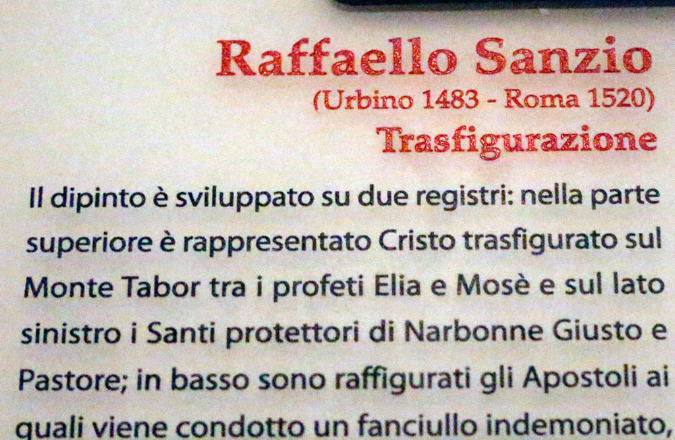 Raffaello Sanzio
(Urbino 1483 - Roma 1520)
Trasfigurazione
Il dipinto è sviluppato su due registri: nella parte
superiore è rappresentato Cristo trasfigurato sul
Monte Tabor tra i profeti Elia e Mosè e sul lato
sinistro i Santi protettori di Narbonne Giusto e
Pastore; in basso sono raffigurati gli Apostoli ai
quali viene condotto un fanciullo indemoniato,